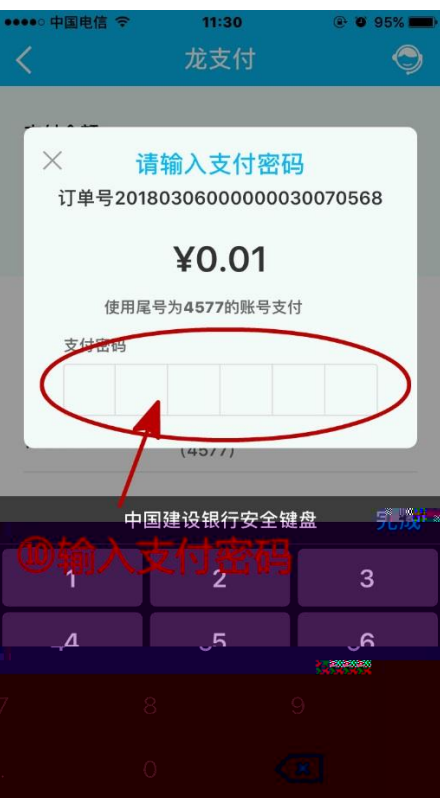 中国电信 11:30 95%
龙支付
请输入支付密码
订单号20180306000000030070568
¥0.01
使用尾号为4577的账号支付
支付密码
(4577)
中国建设银行安全键盘 完成
⑩输入支付密码
1 2 3
4 5 6
7 8 9
0